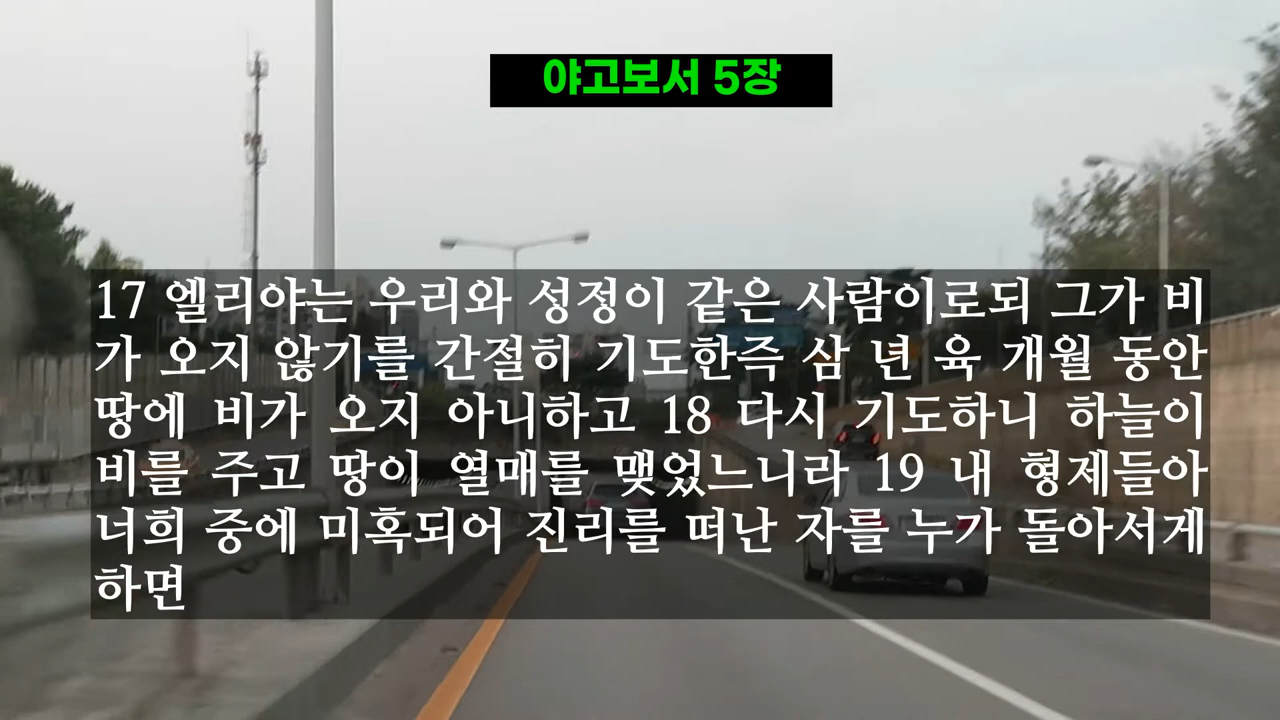 야고보서 5장
17 엘리야는 우리와 성정이 같은 사람이로되 그가 비
가 오지 않기를 간절히 기도한즉 삼 년 육 개월 동안
땅에 비가 오지 아니하고 18 다시 기도하니 하늘이
비를 주고 땅이 열매를 맺었느니라 19 내 형제들아
너희 중에 미혹되어 진리를 떠난 자를 누가 돌아서게
하면